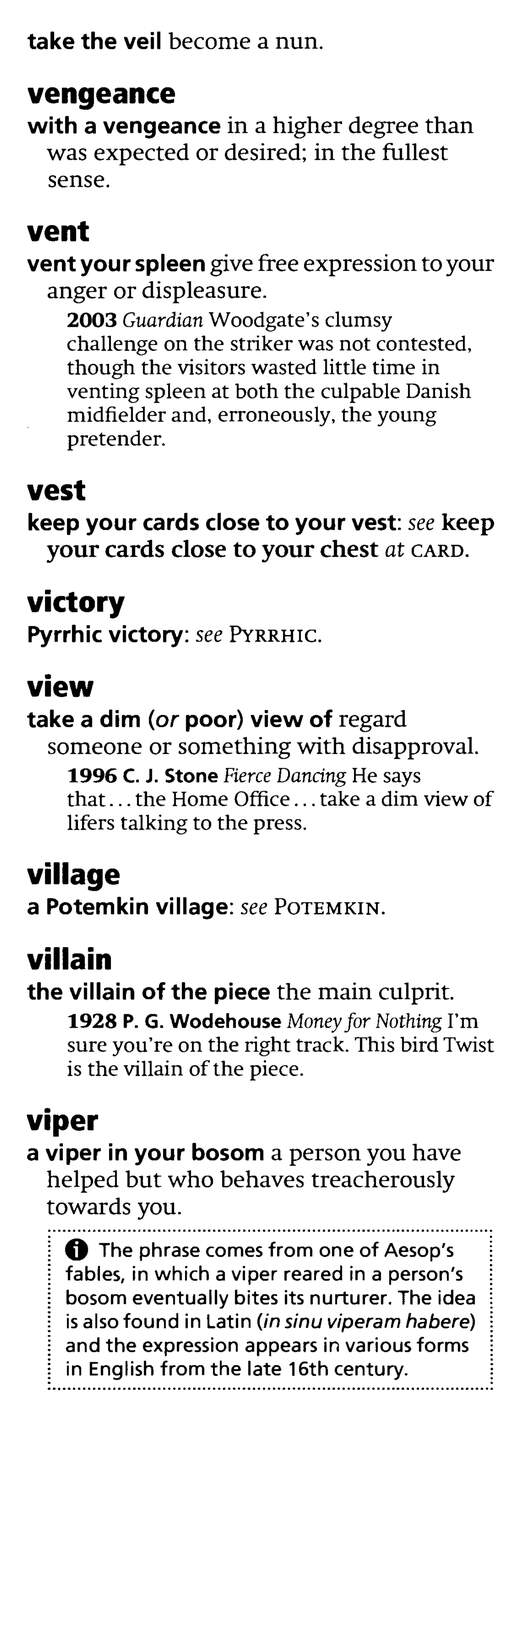 take the veil become a nun.
vengeance
with a vengeance in a higher degree than
was expected or desired; in the fullest
sense.
vent
vent your spleen give free expression to your
anger or displeasure.
2003 Guardian Woodgate's clumsy
challenge on the striker was not contested,
though the visitors wasted little time in
venting spleen at both the culpable Danish
midfielder and, erroneously, the young
pretender.
vest
keep your cards close to your vest: see keep
your cards close to your chest at CARD.
victory
Pyrrhic victory: see PYRRHIC.
view
take a dim (or poor) view of regard
someone or something with disapproval.
1996 C. J. Stone Fierce Dancing He says
that...the Home Office...take a dim view of
lifers talking to the press.
village
a Potemkin village: see POTEMKIN.
villain
the villain of the piece the main culprit.
1928 P. G. Wodehouse Money for Nothing I'm
sure you're on the right track. This bird Twist
is the villain of the piece.
viper
a viper in your bosom a person you have
helped but who behaves treacherously
towards you.
i The phrase comes from one of Aesop's
fables, in which a viper reared in a person's
bosom eventually bites its nurturer. The idea
is also found in Latin (in sinu viperam habere)
and the expression appears in various forms
in English from the late 16th century.